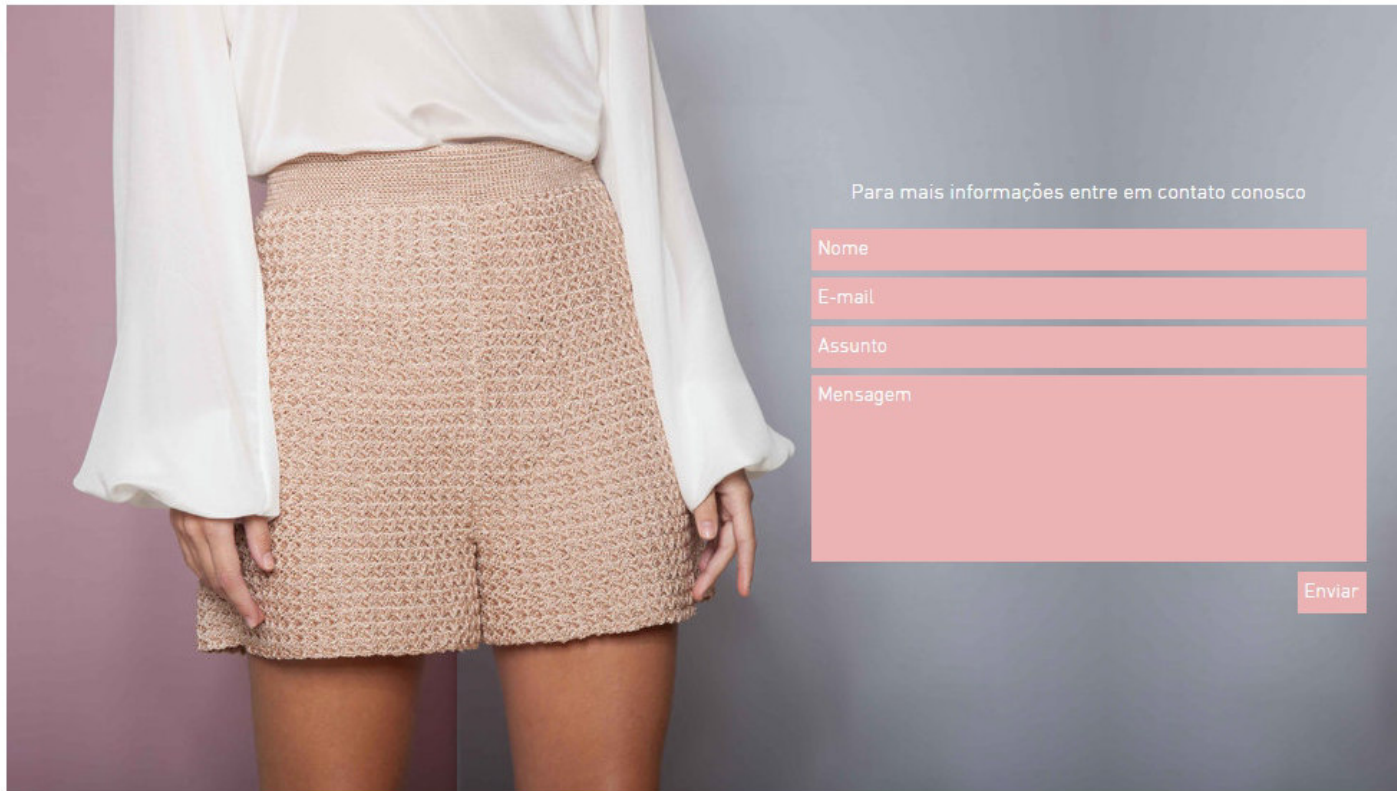 Para mais informações entre em contato conosco
Nome
E-mail
Assunto
Mensagem
Enviar